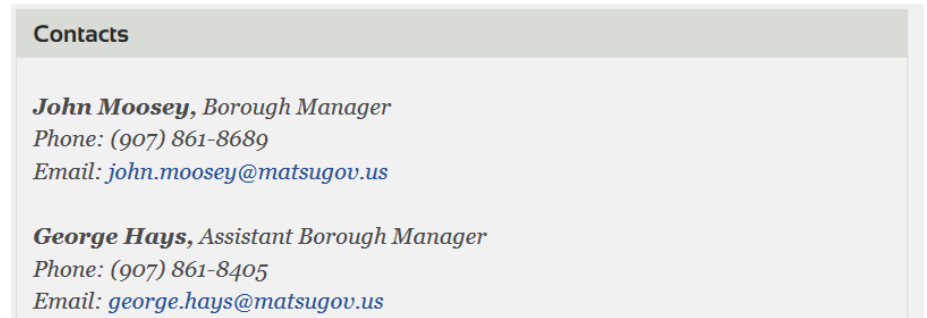 Contacts
John Moosey, Borough Manager
Phone: (907) 861-8689
Email: john.moosey@matsugov.us
George Hays, Assistant Borough Manager
Phone: (907) 861-8405
Email: george.hays@matsugov.us